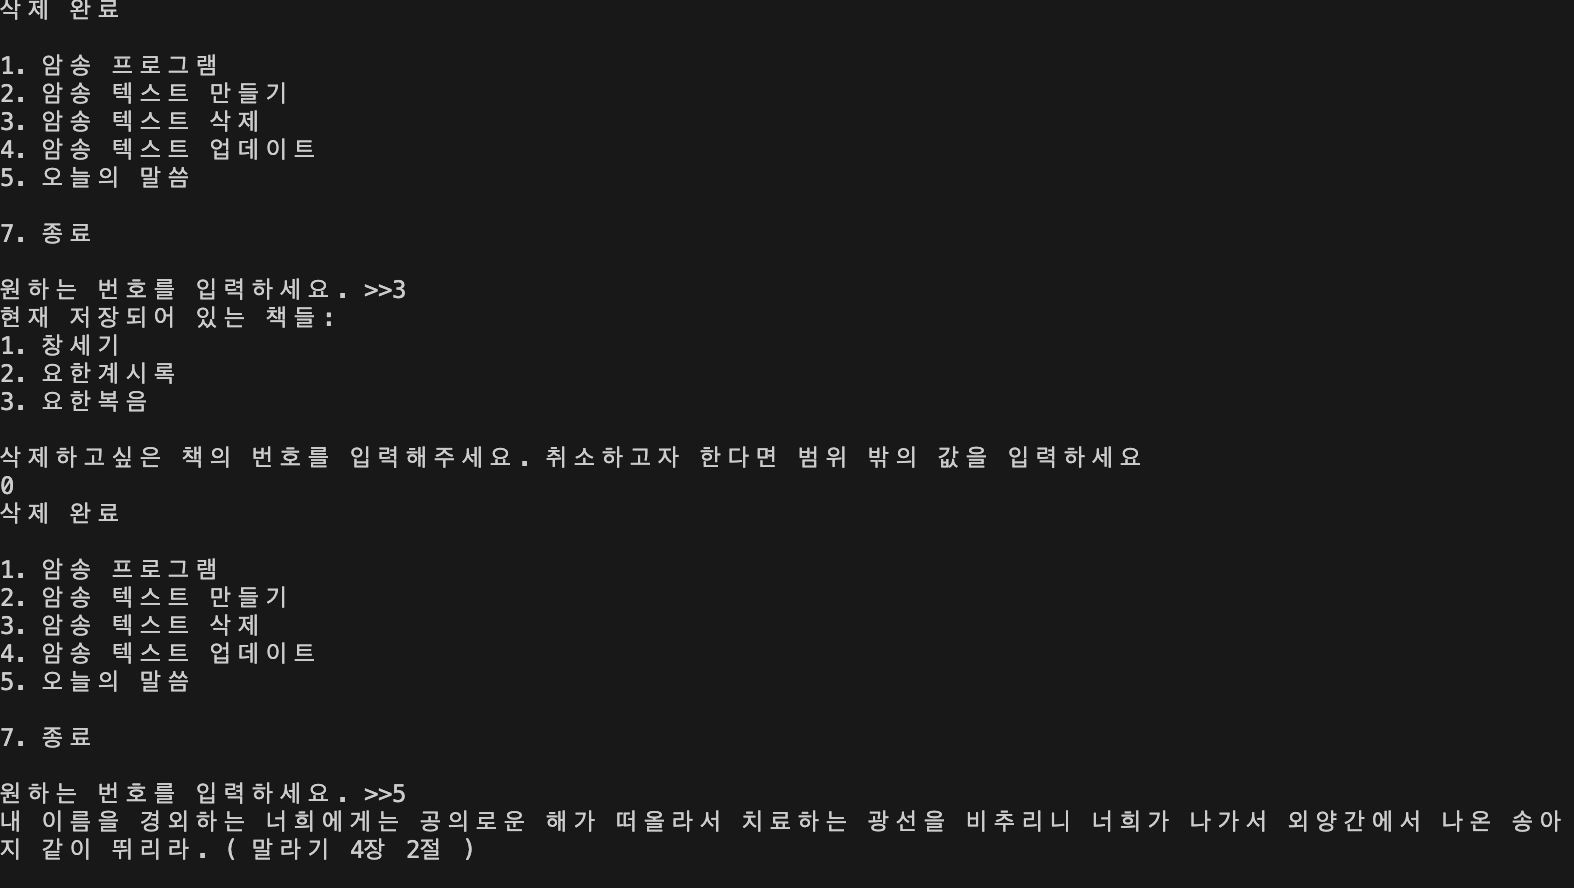 삭제 완료
1. 암송 프로그램
2. 암송 텍스트 만들기
3. 암송 텍스트 삭제
4. 암송 텍스트 업데이트
5. 오늘의 말씀
7. 종료
원하는 번호를 입력하세요. >>3
현재 저장되어 있는 책들:
1. 창세기
2. 요한계시록
3. 요한복음
삭제하고싶은 책의 번호를 입력해주세요. 취소하고자 한다면 범위 밖의 값을 입력하세요
0
삭제 완료
1. 암송 프로그램
2. 암송 텍스트 만들기
3. 암송 텍스트 삭제
4. 암송 텍스트 업데이트
5. 오늘의 말씀
7. 종료
원하는 번호를 입력하세요. >>5
내 이름을 경외하는 너희에게는 공의로운 해가 떠올라서 치료하는 광선을 비추리니 너희가 나가서 외양간에서 나온 송아
지 같이 뛰리라. ( 말라기 4장 2절 )